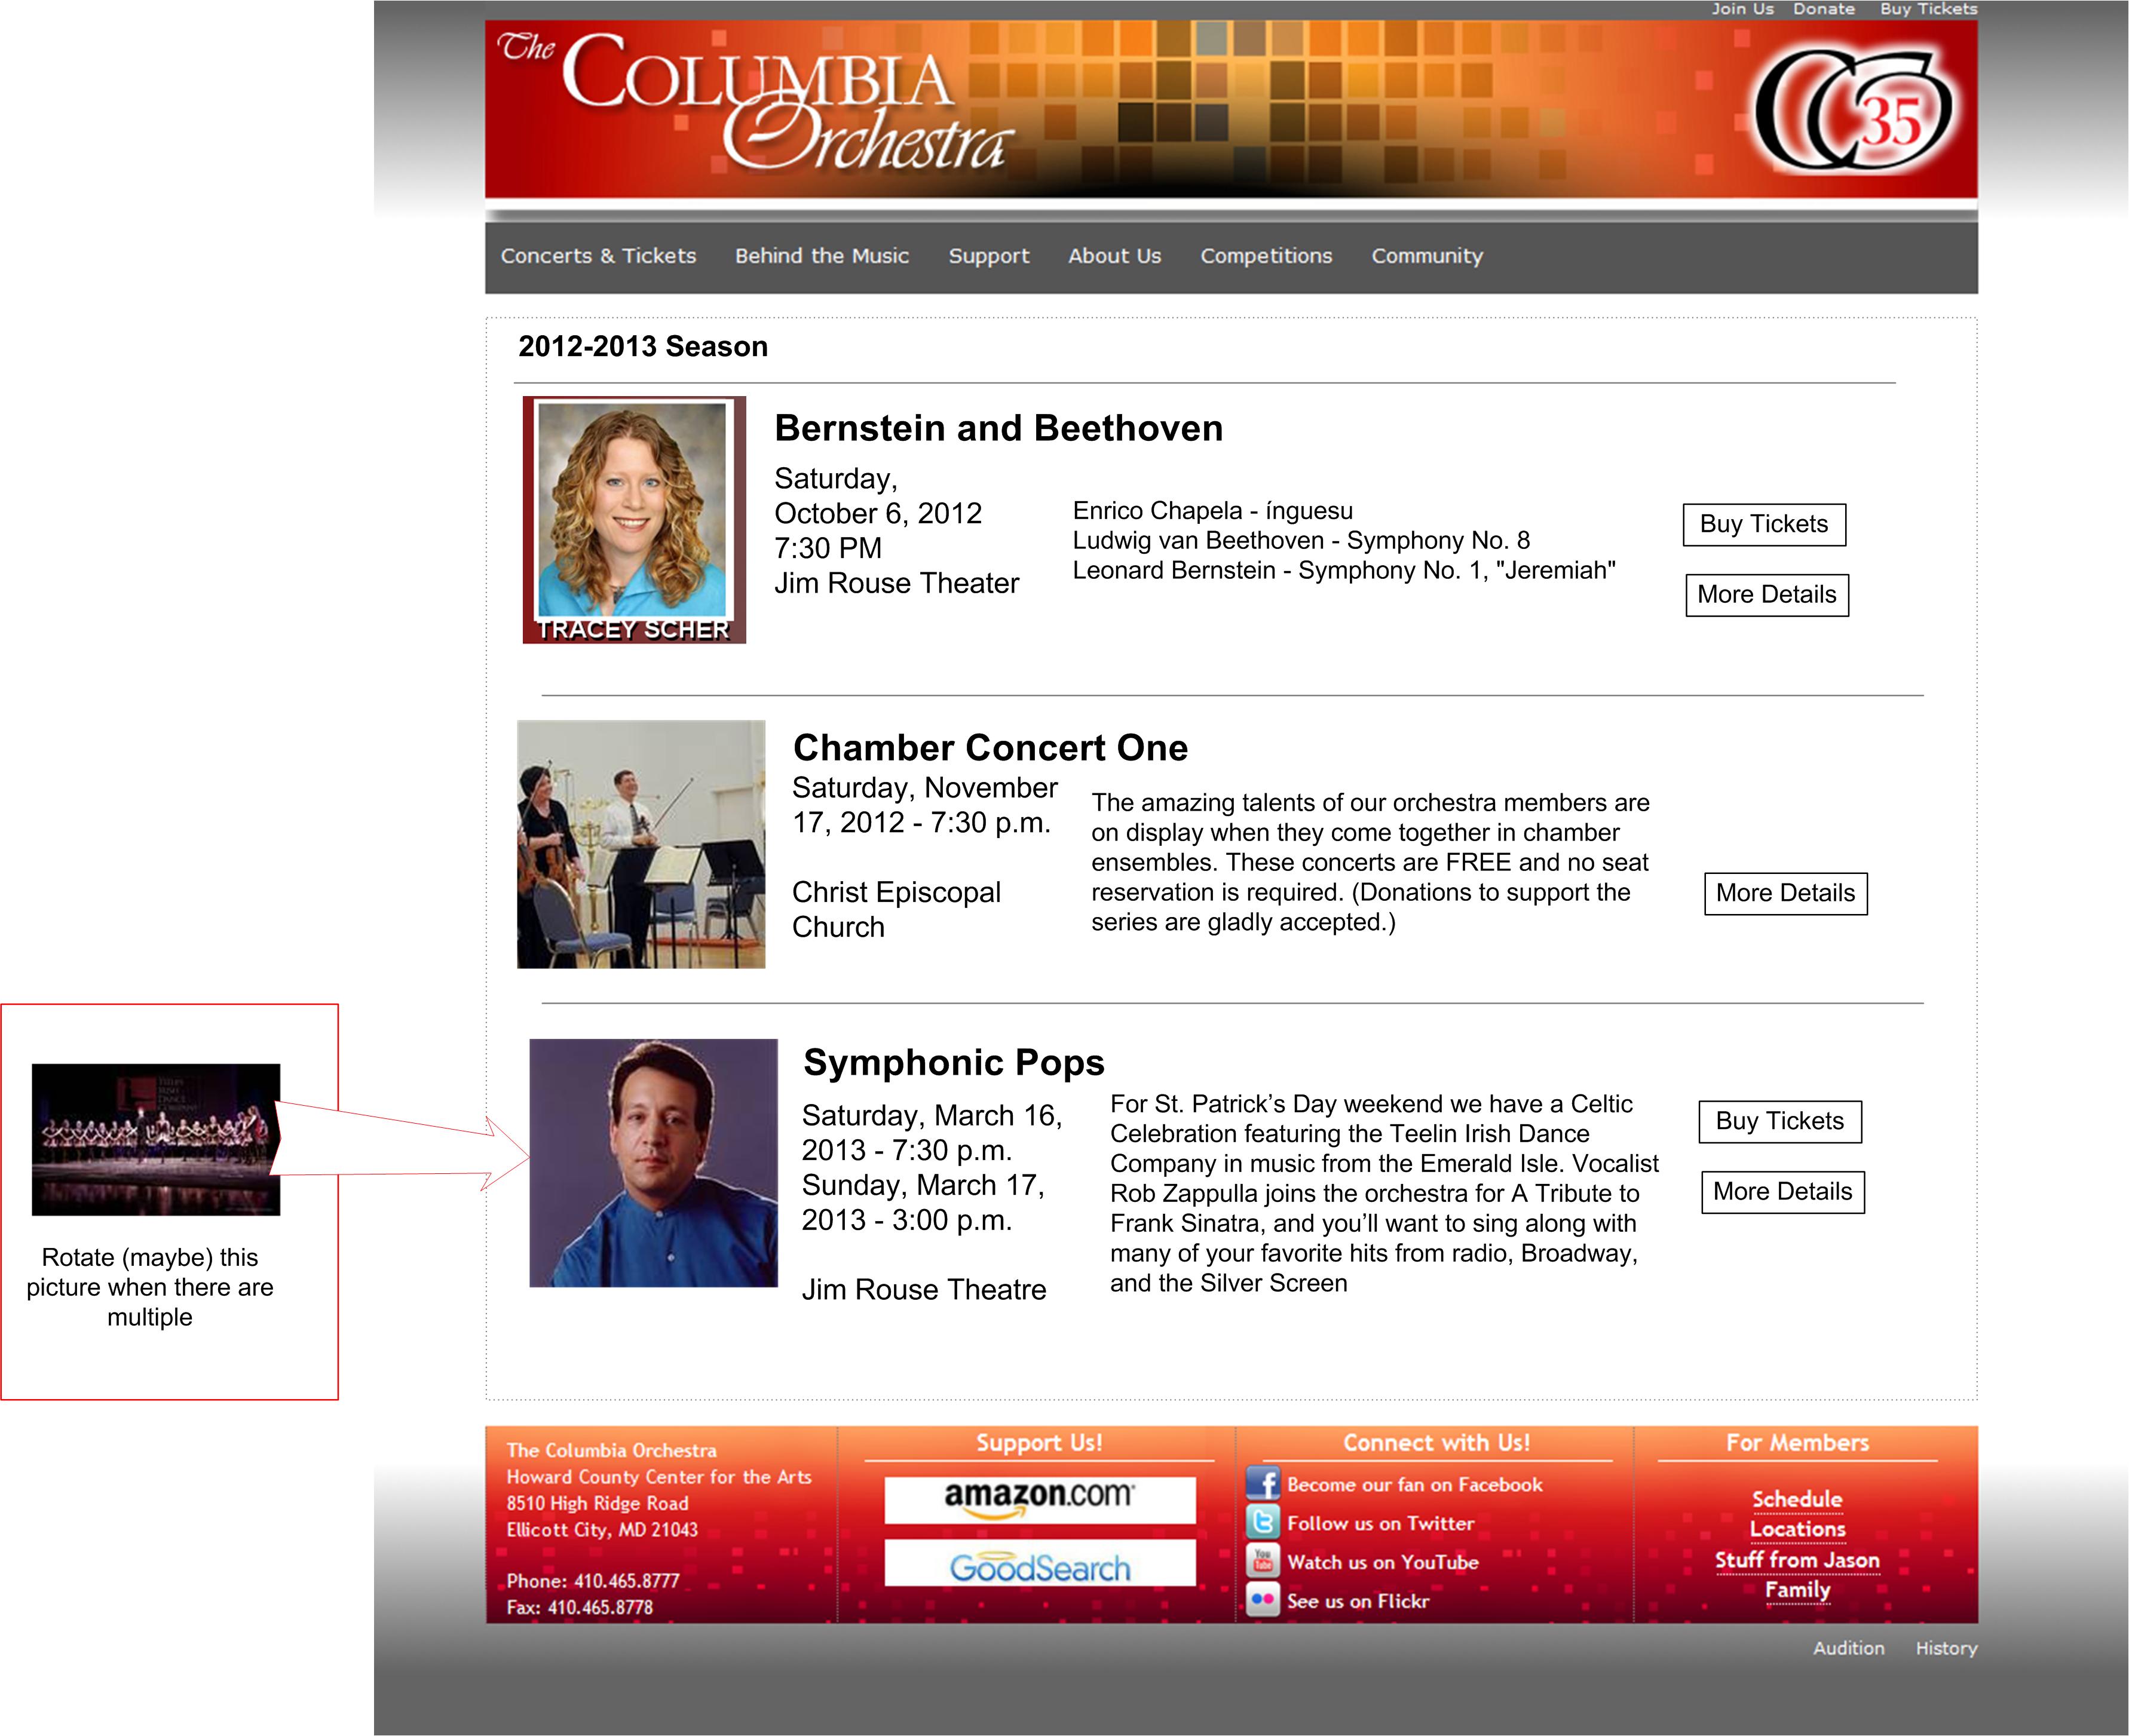 Join Us Donate Buy Tickets
The Columbia Orchestra
CO 35
Concerts & Tickets Behind the Music Support About Us Competitions Community
2012-2013 Season
TRACEY SCHER
Bernstein and Beethoven
Saturday,
October 6, 2012
7:30 PM
Jim Rouse Theater
Enrico Chapela - ínguesu
Ludwig van Beethoven - Symphony No. 8
Leonard Bernstein - Symphony No. 1, "Jeremiah"
Buy Tickets
More Details
Chamber Concert One
Saturday, November
17, 2012 - 7:30 p.m.
Christ Episcopal
Church
The amazing talents of our orchestra members are
on display when they come together in chamber
ensembles. These concerts are FREE and no seat
reservation is required. (Donations to support the
series are gladly accepted.)
More Details
TEELIN
IRISH
DANCE
COMPANY
Rotate (maybe) this
picture when there are
multiple
Symphonic Pops
Saturday, March 16,
2013 - 7:30 p.m.
Sunday, March 17,
2013 - 3:00 p.m.
Jim Rouse Theatre
For St. Patrick’s Day weekend we have a Celtic
Celebration featuring the Teelin Irish Dance
Company in music from the Emerald Isle. Vocalist
Rob Zappulla joins the orchestra for A Tribute to
Frank Sinatra, and you’ll want to sing along with
many of your favorite hits from radio, Broadway,
and the Silver Screen
Buy Tickets
More Details
The Columbia Orchestra
Howard County Center for the Arts
8510 High Ridge Road
Ellicott City, MD 21043
Phone: 410.465.8777
Fax: 410.465.8778
Support Us!
amazon.com
GoodSearch
Connect with Us!
Become our fan on Facebook
Follow us on Twitter
You Tube
Watch us on YouTube
See us on Flickr
For Members
Schedule
Locations
Stuff from Jason
Family
Audition History